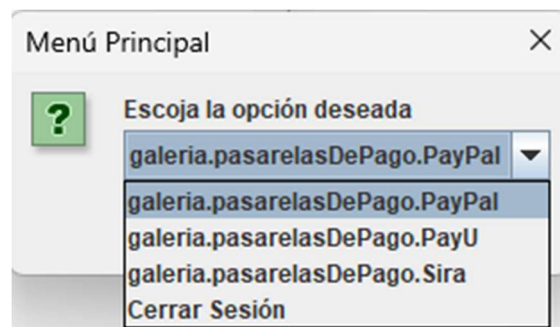 Menú Principal
?
Escoja la opción deseada
galeria.pasarelasDePago.PayPal
galeria.pasarelasDePago.PayPal
galeria.pasarelasDePago.PayU
galeria.pasarelasDePago.Sira
Cerrar Sesión